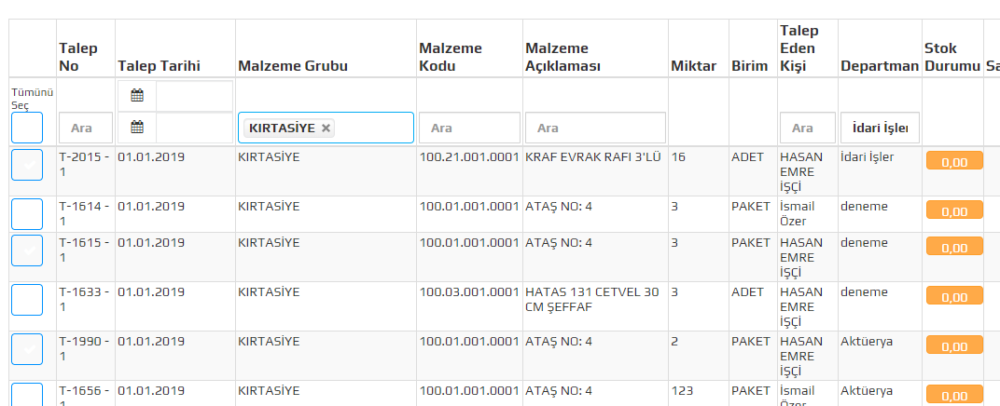 Talep No Talep Tarihi Malzeme Grubu Malzeme Kodu Malzeme Açıklaması Miktar Birim Talep Eden Kişi Departman Stok Durumu Sa
Tümünü Seç
Ara KIRTASİYE × Ara Ara Ara İdari İşler
T-2015 - 1 01.01.2019 KIRTASİYE 100.21.001.0001 KRAF EVRAK RAFI 3'LÜ 16 ADET HASAN EMRE İŞÇİ İdari İşler 0,00
T-1614 - 1 01.01.2019 KIRTASİYE 100.01.001.0001 ATAŞ NO: 4 3 PAKET İsmail Özer deneme 0,00
T-1615 - 1 01.01.2019 KIRTASİYE 100.01.001.0001 ATAŞ NO: 4 3 PAKET HASAN EMRE İŞÇİ deneme 0,00
T-1633 - 1 01.01.2019 KIRTASİYE 100.03.001.0001 HATAS 131 CETVEL 30 CM ŞEFFAF 3 ADET HASAN EMRE İŞÇİ deneme 0,00
T-1990 - 1 01.01.2019 KIRTASİYE 100.01.001.0001 ATAŞ NO: 4 2 PAKET HASAN EMRE İŞÇİ Aktüerya 0,00
T-1656 - 1 01.01.2019 KIRTASİYE 100.01.001.0001 ATAŞ NO: 4 123 PAKET İsmail Özer Aktüerya 0,00